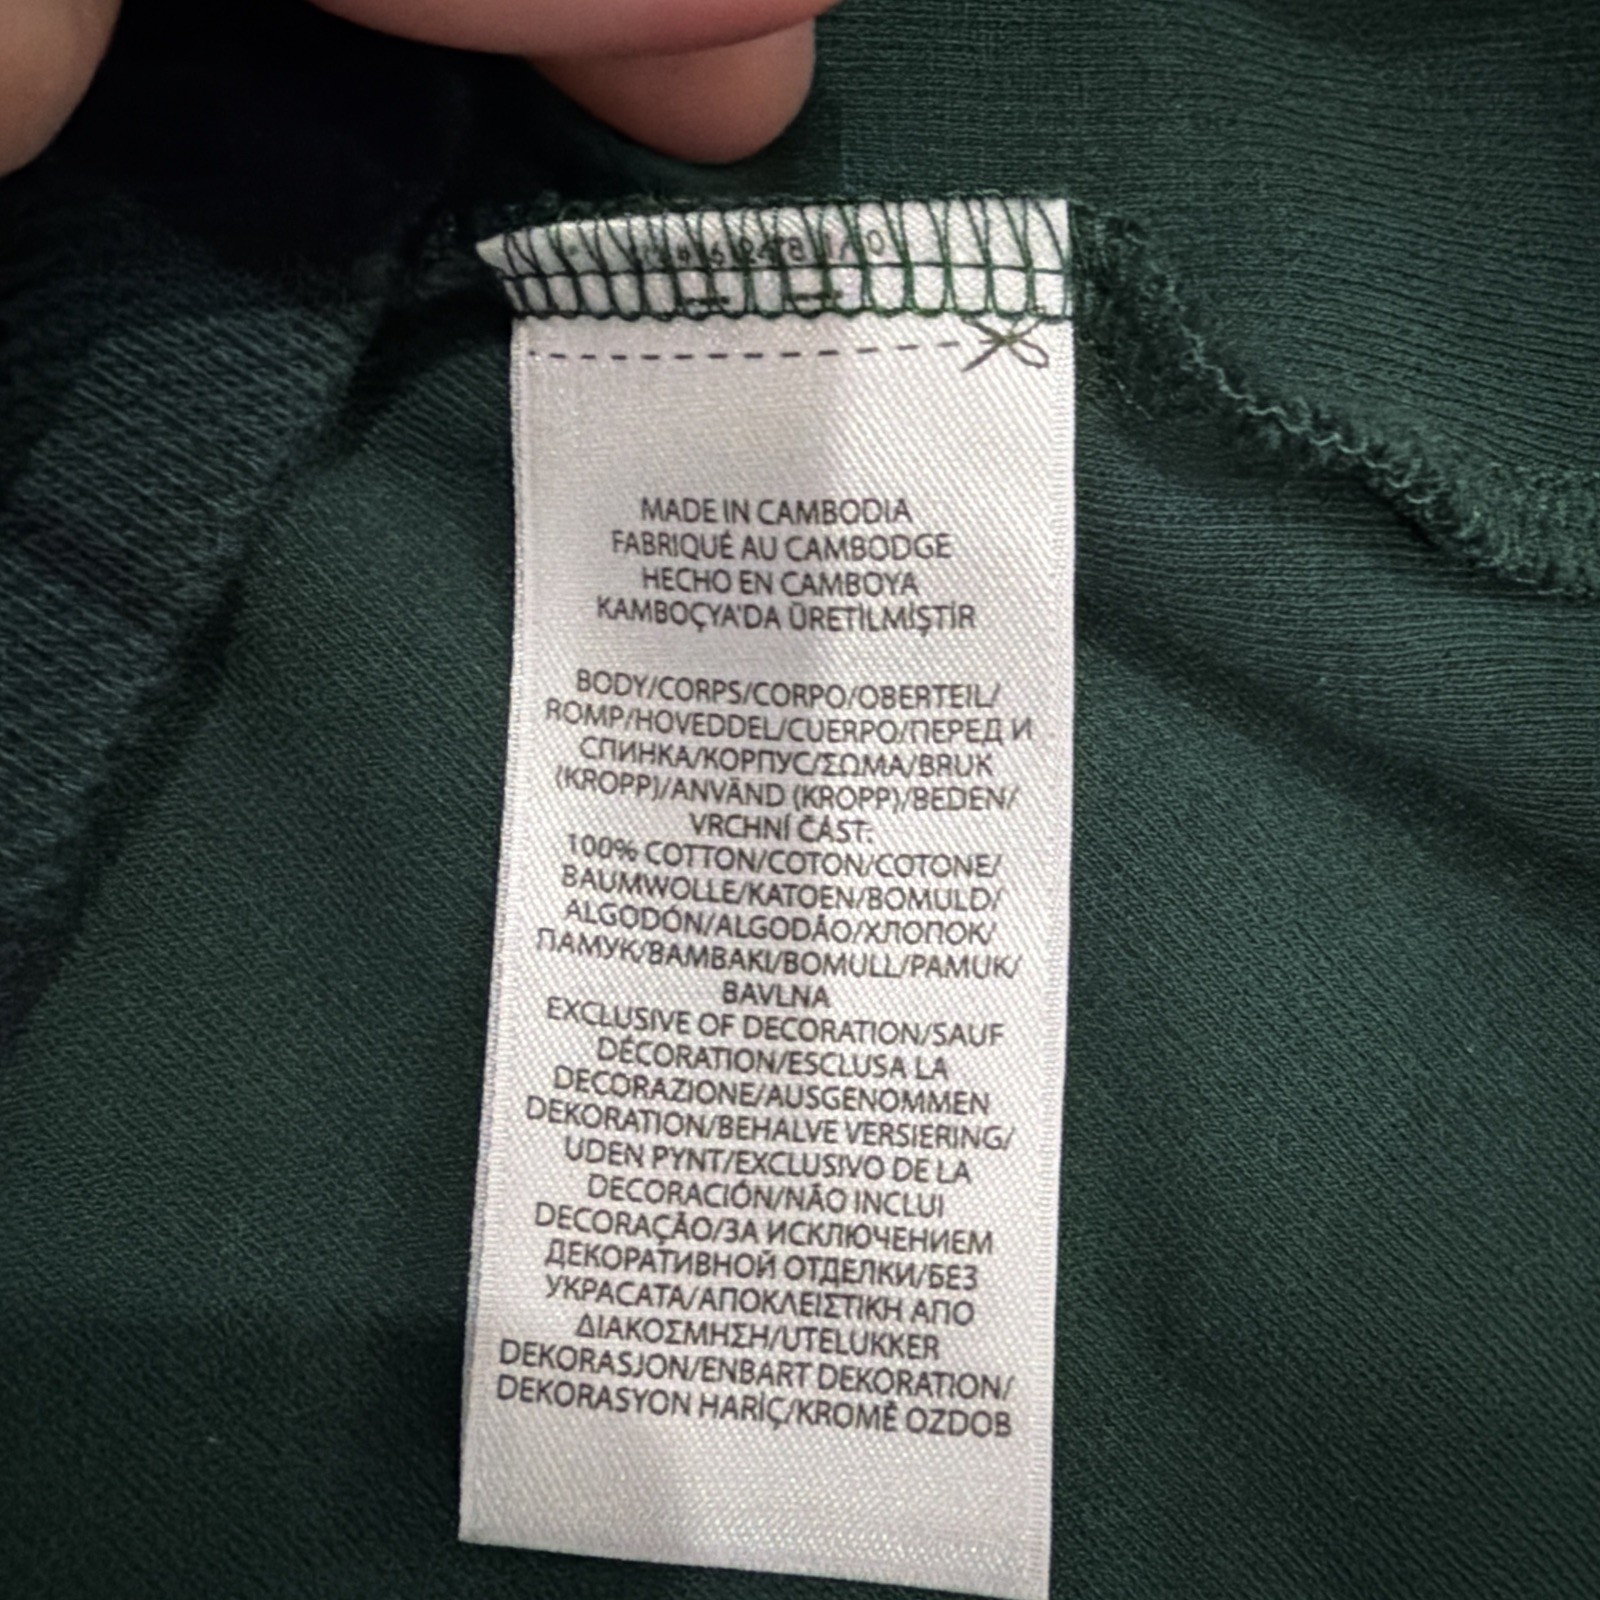 MADE IN CAMBODIA
FABRIQUÉ AU CAMBODGE
HECHO EN CAMBOYA
KAMBOÇYA'DA ÜRETİLMİŞTİR
BODY/CORPS/CORPO/OBERTEIL/
ROMP/HOVEDDEL/CUERPO/ПЕРЕД И
СПИНКА/КОРПУС/ΣΩΜΑ/BRUK
(KROPP)/ANVÄND (KROPP)/BEDEN/
VRCHNÍ ČÁST:
100% COTTON/COTON/COTONE/
BAUMWOLLE/KATOEN/BOMULD/
ALGODÓN/ALGODÃO/ХЛОПОК/
ПАМУК/BAMBAKI/BOMULL/PAMUK/
BAVLNA
EXCLUSIVE OF DECORATION/SAUF
DÉCORATION/ESCLUSA LA
DECORAZIONE/AUSGENOMMEN
DEKORATION/BEHALVE VERSIERING/
UDEN PYNT/EXCLUSIVO DE LA
DECORACIÓN/NÃO INCLUI
DECORAÇÃO/ЗА ИСКЛЮЧЕНИЕМ
ДЕКОРАТИВНОЙ ОТДЕЛКИ/БЕЗ
УКРАСАТА/ΑΠΟΚΛΕΙΣΤΙΚΗ ΑΠΟ
ΔΙΑΚΟΣΜΗΣΗ/UTELUKKER
DEKORASJON/ENBART DEKORATION/
DEKORASYON HARİÇ/KROMĚ OZDOB